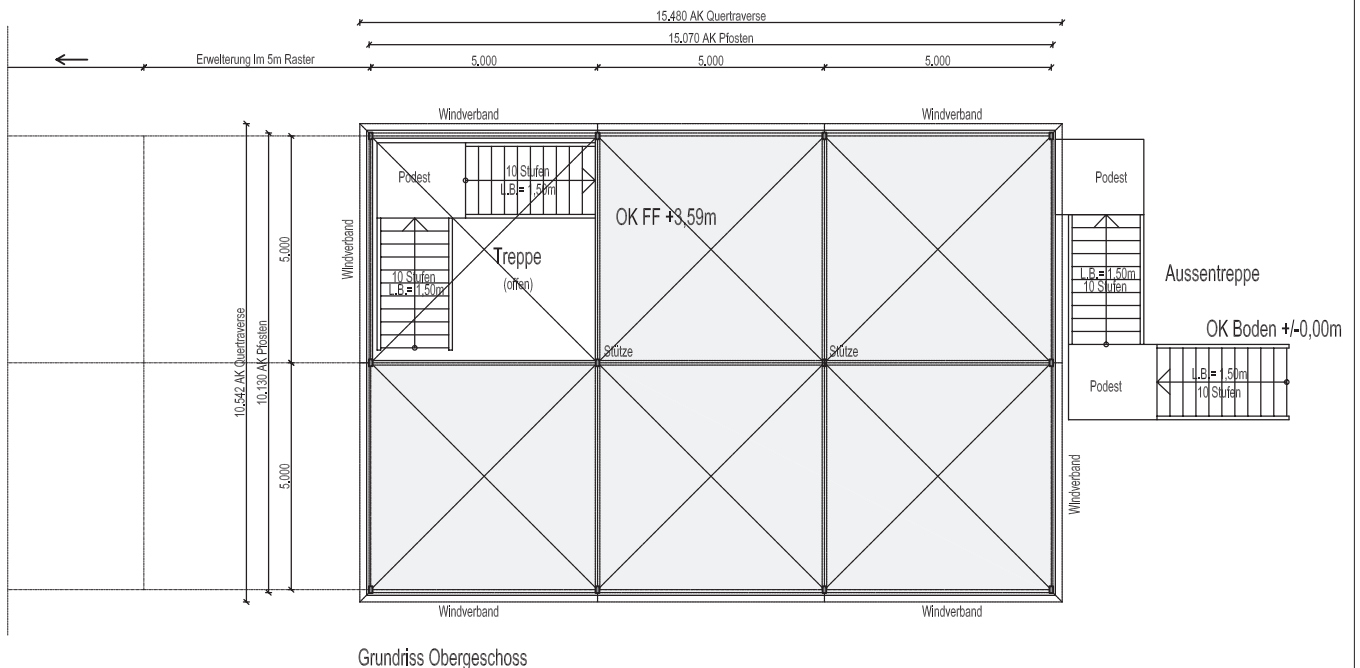 15.480 AK Quertraverse
15.070 AK Pfosten
Erweiterung Im 5m Raster
5.000
5.000
5.000
Windverband
Windverband
Podest
10 Stufen
L.B.= 1,50m
Podest
OK FF +3,59m
Windverband
5.000
Treppe
(offen)
10 Stufen
L.B.= 1,50m
L.B.= 1,50m
10 Stufen
Aussentreppe
OK Boden +/-0,00m
10.542 AK Quertraverse
10.130 AK Pfosten
Stütze
Stütze
Podest
L.B.= 1,50m
10 Stufen
5.000
Windverband
Windverband
Windverband
Grundriss Obergeschoss